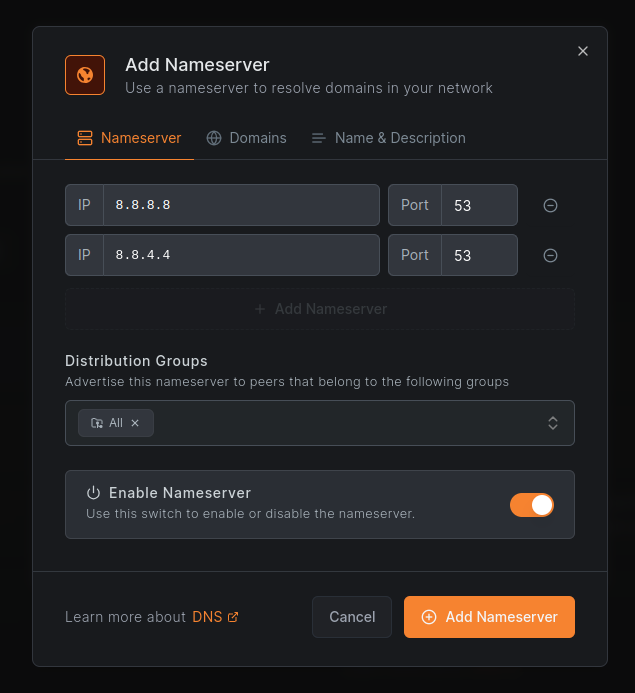 Add Nameserver
Use a nameserver to resolve domains in your network
Nameserver Domains Name & Description
IP 8.8.8.8 Port 53
IP 8.8.4.4 Port 53
+ Add Nameserver
Distribution Groups
Advertise this nameserver to peers that belong to the following groups
All
Enable Nameserver
Use this switch to enable or disable the nameserver.
Learn more about DNS Cancel Add Nameserver